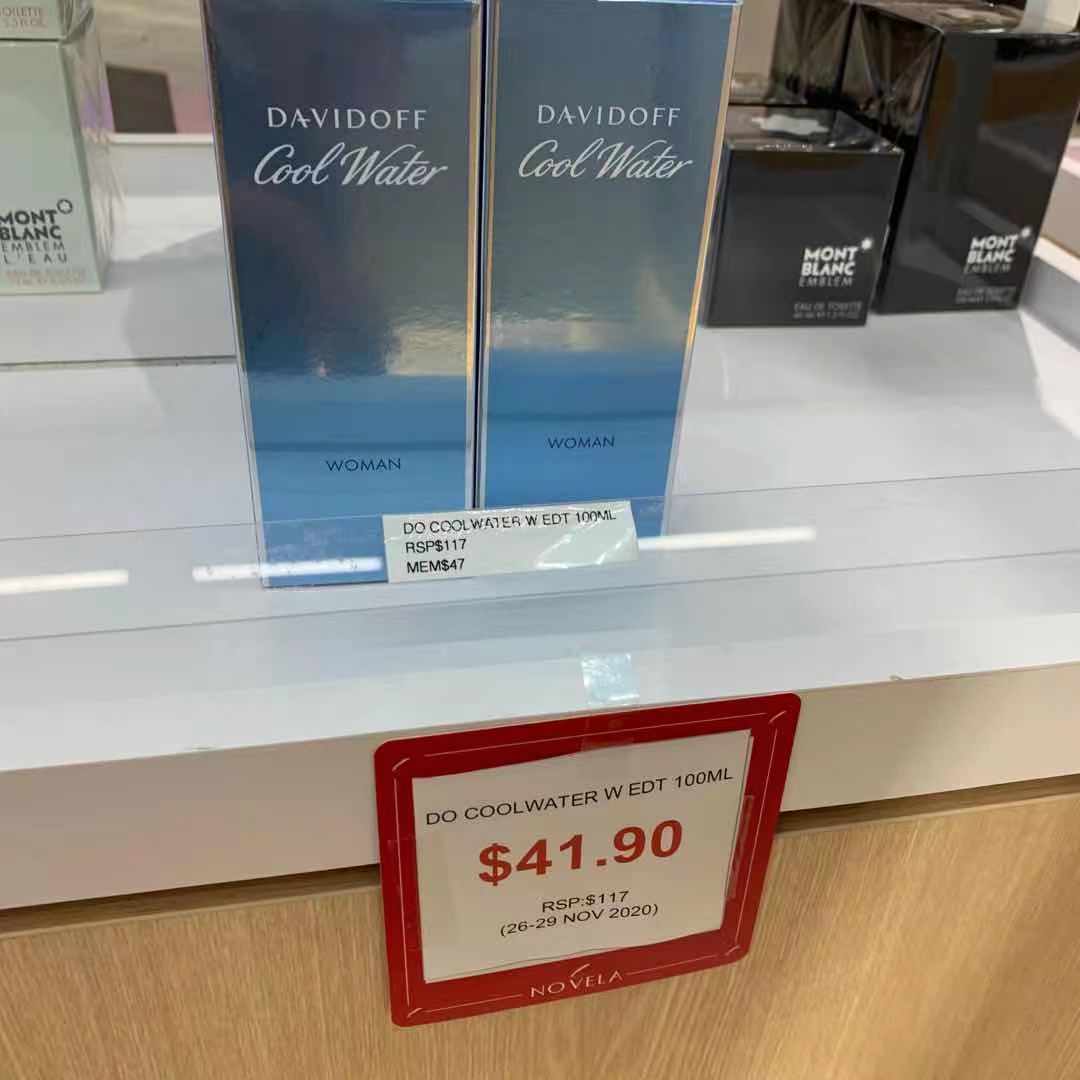 DAVIDOFF
Cool Water
WOMAN
DAVIDOFF
Cool Water
WOMAN
MONT
BLANC
EMBLEM
L'EAU
MONT
BLANC
EMBLEM
EAU DE TOILETTE
MONT
BLANC
EMBLEM
DO COOLWATER W EDT 100ML
RSP$117
MEM$47
DO COOLWATER W EDT 100ML
$41.90
RSP:$117
(26-29 NOV 2020)
NOVELA